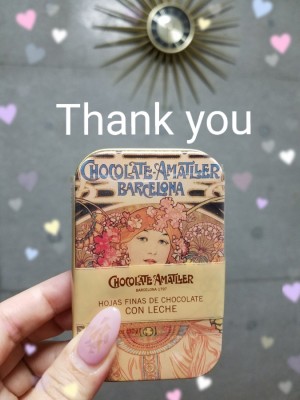 Thank you
CHOCOLATE AMATLLER
BARCELONA
CHOCOLATE AMATLLER
BARCELONA 1797
HOJAS FINAS DE CHOCOLATE
CON LECHE